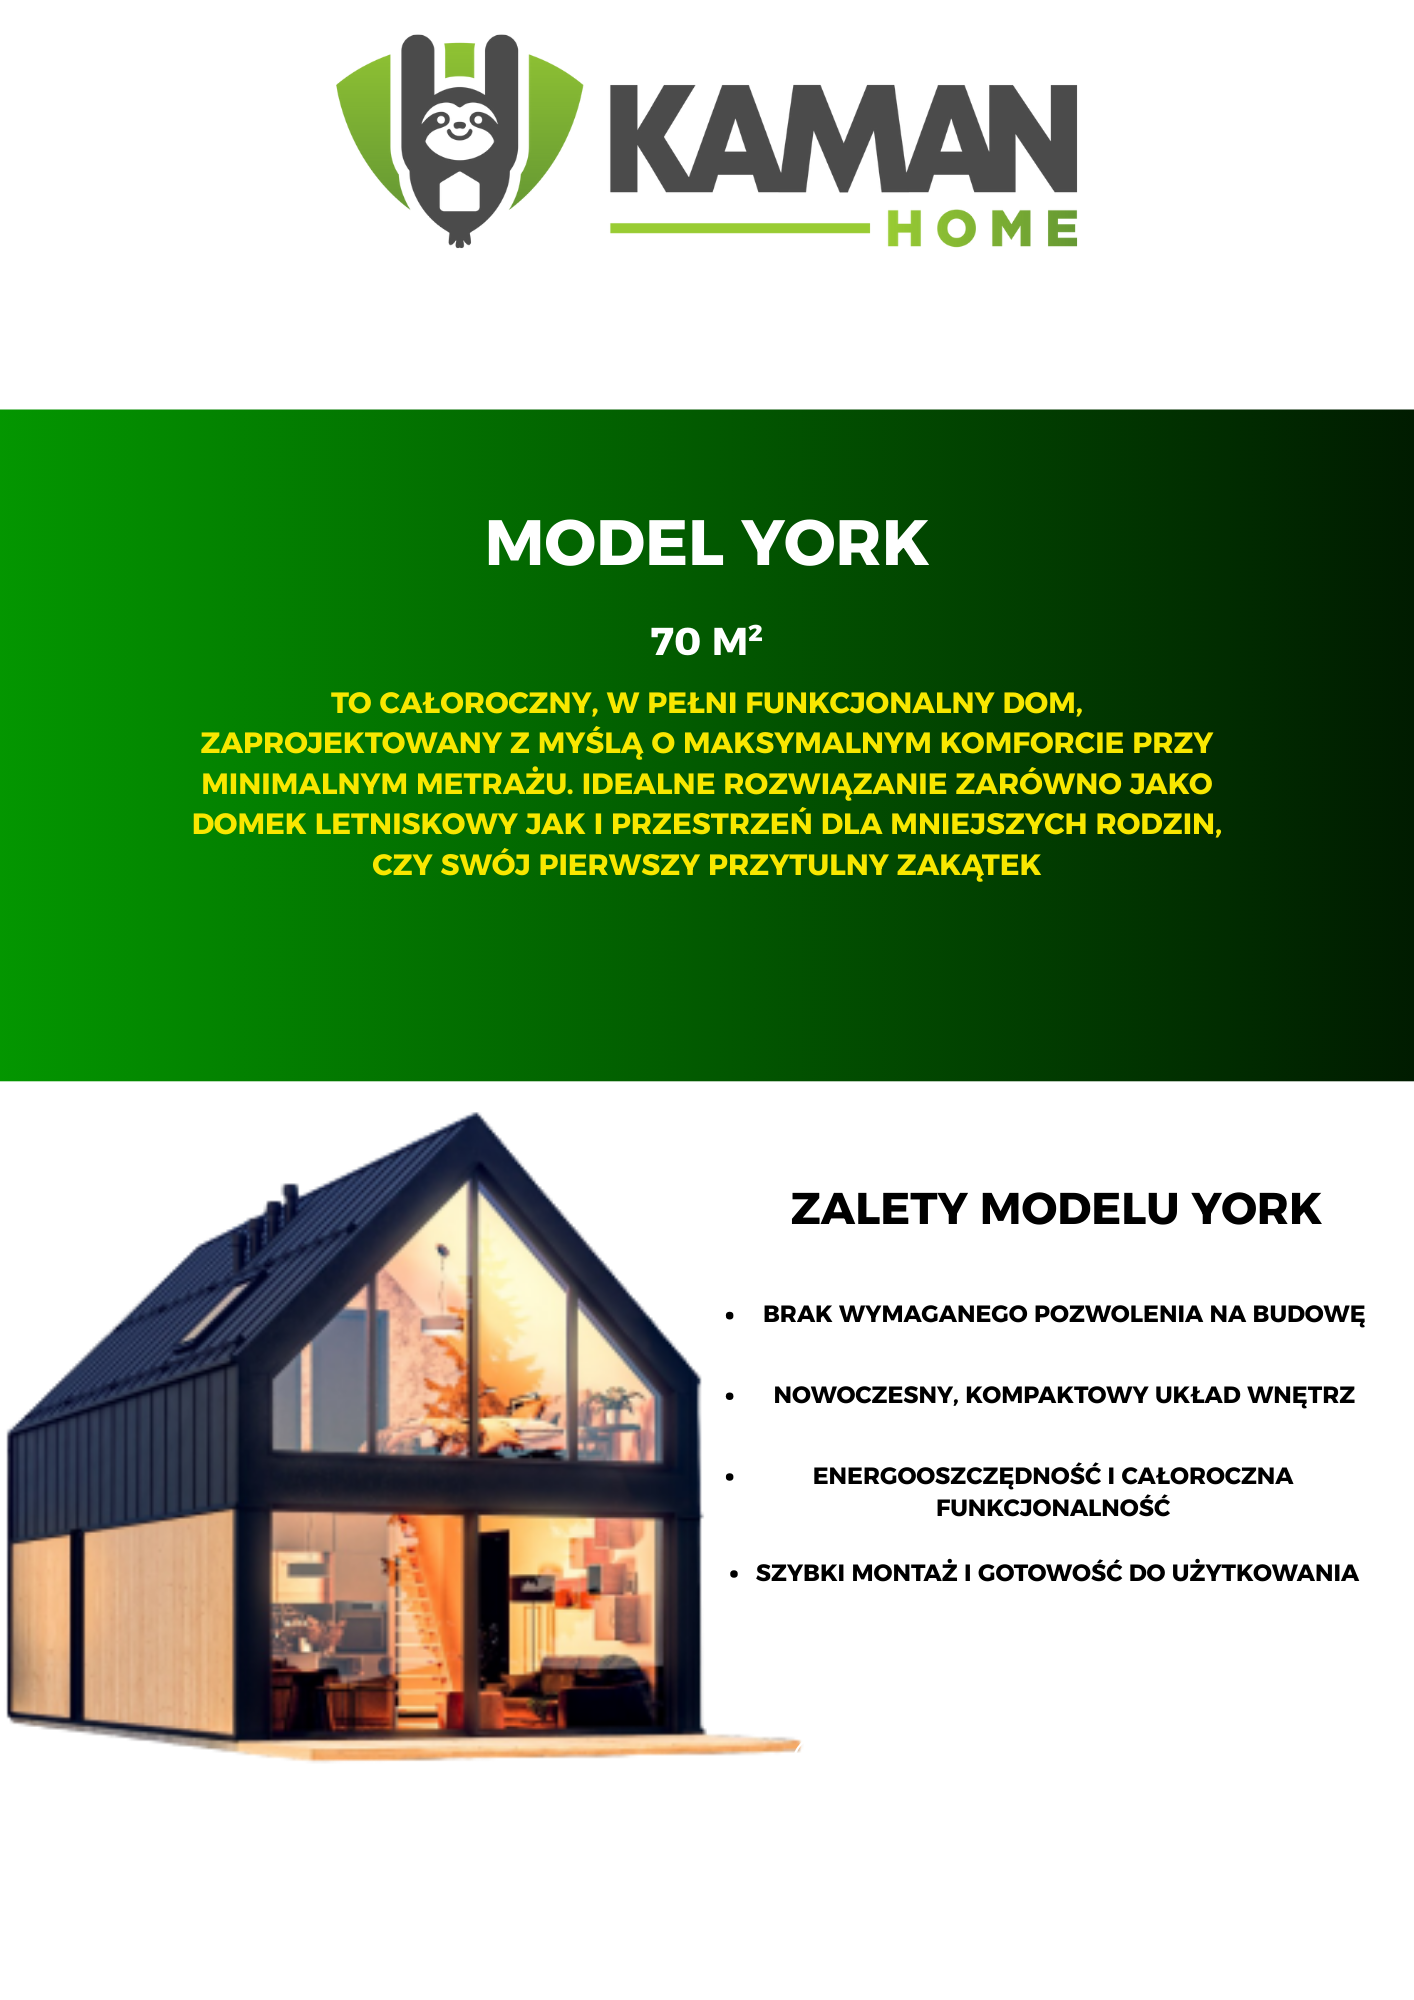 KAMAN
HOME
MODEL YORK
70 M²
TO CAŁOROCZNY, W PEŁNI FUNKCJONALNY DOM,
ZAPROJEKTOWANY Z MYŚLĄ O MAKSYMALNYM KOMFORCIE PRZY
MINIMALNYM METRAŻU. IDEALNE ROZWIĄZANIE ZARÓWNO JAKO
DOMEK LETNISKOWY JAK I PRZESTRZEŃ DLA MNIEJSZYCH RODZIN,
CZY SWÓJ PIERWSZY PRZYTULNY ZAKĄTEK
ZALETY MODELU YORK
• BRAK WYMAGANEGO POZWOLENIA NA BUDOWĘ
• NOWOCZESNY, KOMPAKTOWY UKŁAD WNĘTRZ
• ENERGOOSZCZĘDNOŚĆ I CAŁOROCZNA
FUNKCJONALNOŚĆ
• SZYBKI MONTAŻ I GOTOWOŚĆ DO UŻYTKOWANIA